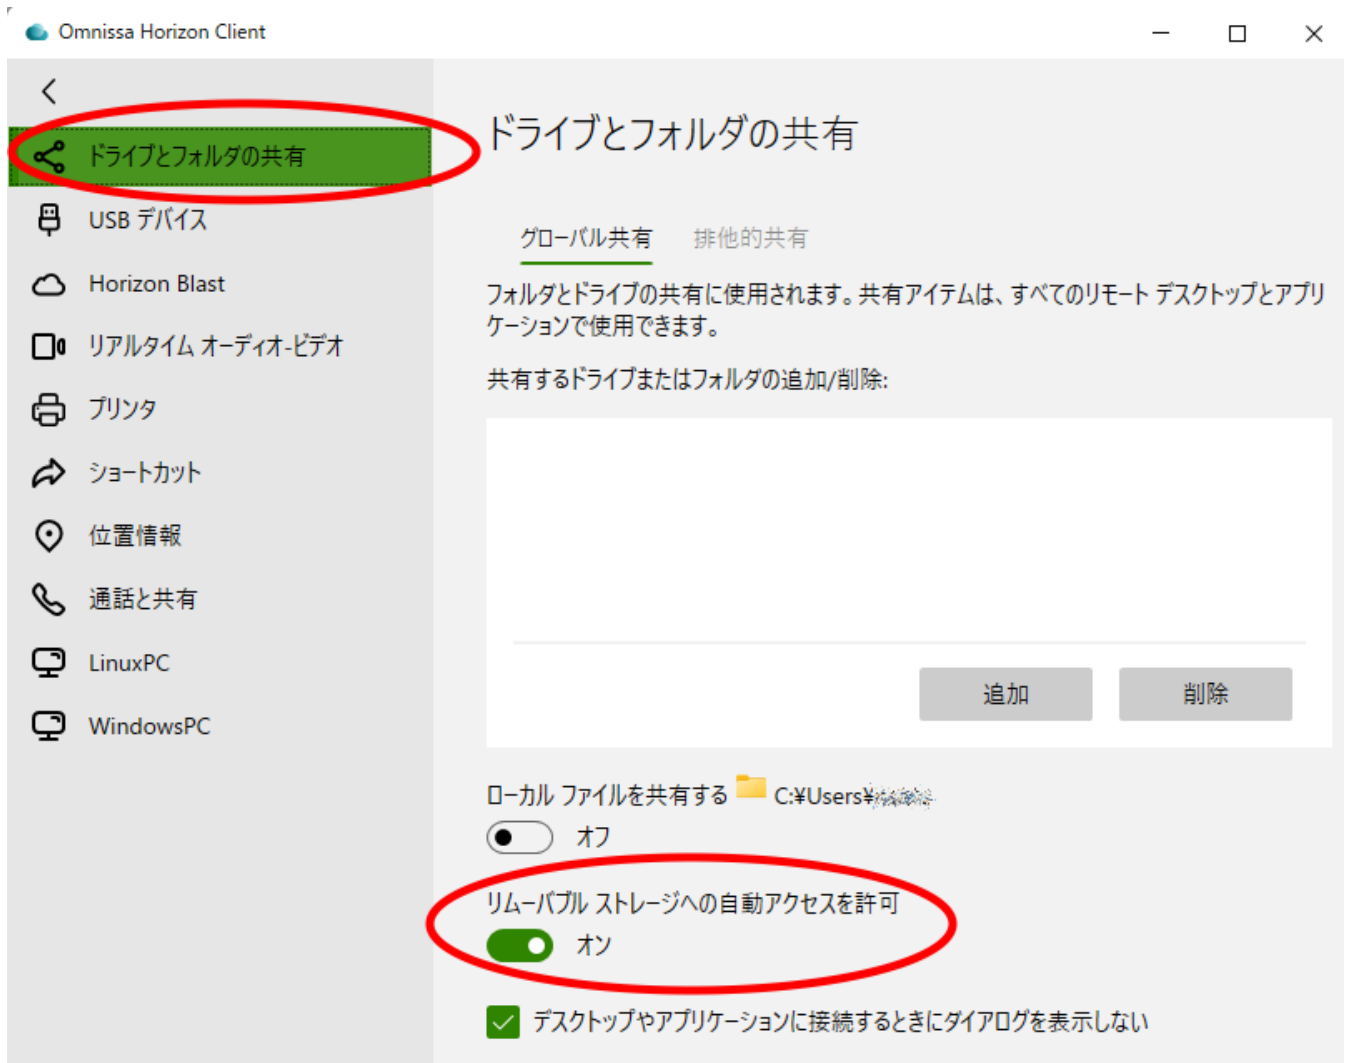 Omnissa Horizon Client
ドライブとフォルダの共有
USB デバイス
Horizon Blast
リアルタイム オーディオ-ビデオ
プリンタ
ショートカット
位置情報
通話と共有
LinuxPC
WindowsPC
ドライブとフォルダの共有
グローバル共有 排他的共有
フォルダとドライブの共有に使用されます。共有アイテムは、すべてのリモート デスクトップとアプリ
ケーションで使用できます。
共有するドライブまたはフォルダの追加/削除:
追加 削除
ローカル ファイルを共有する C:¥Users¥
オフ
リムーバブル ストレージへの自動アクセスを許可
オン
デスクトップやアプリケーションに接続するときにダイアログを表示しない